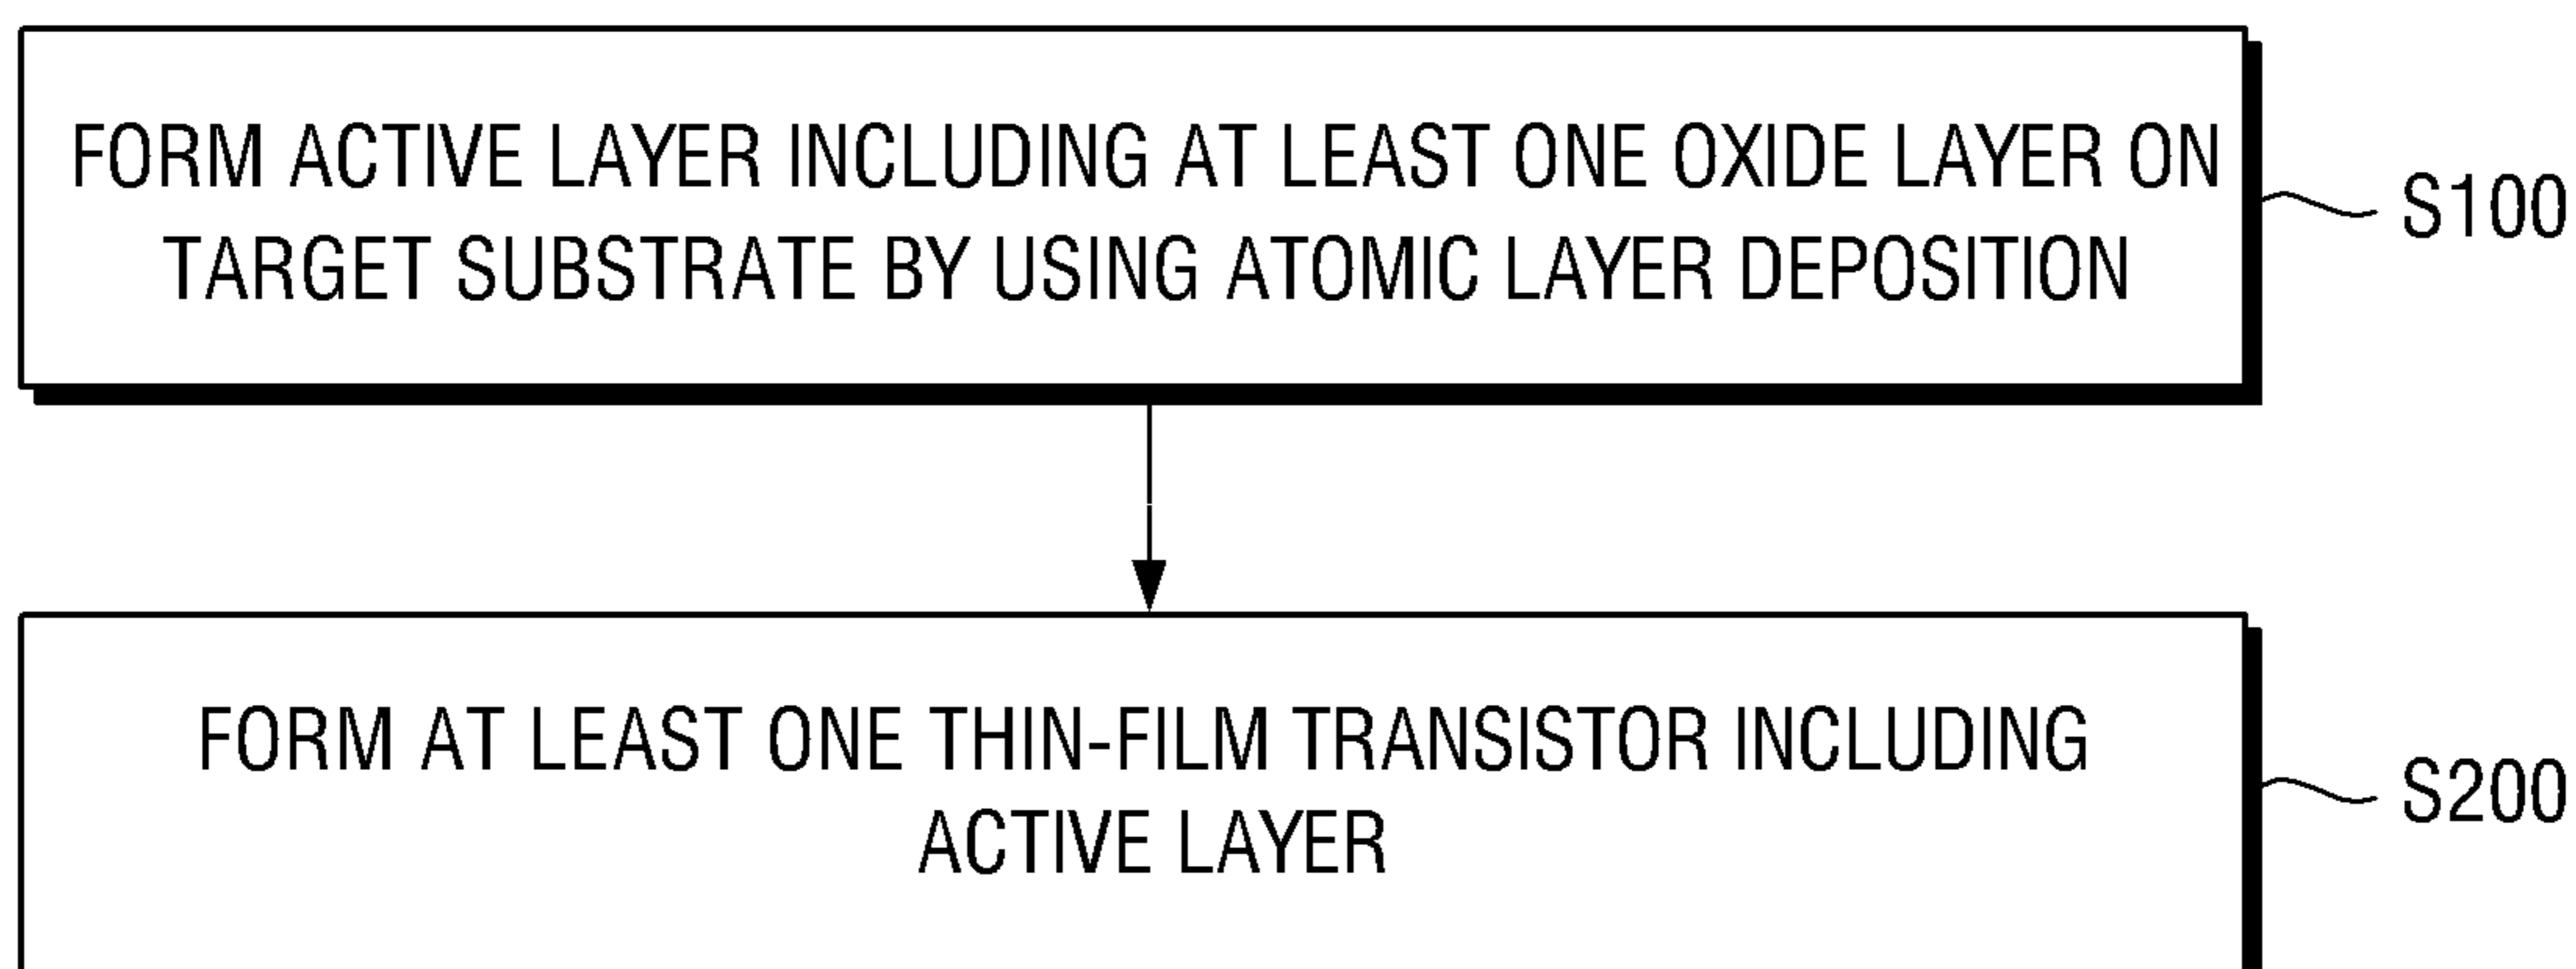 FORM ACTIVE LAYER INCLUDING AT LEAST ONE OXIDE LAYER ON
TARGET SUBSTRATE BY USING ATOMIC LAYER DEPOSITION
S100
FORM AT LEAST ONE THIN-FILM TRANSISTOR INCLUDING
ACTIVE LAYER
S200